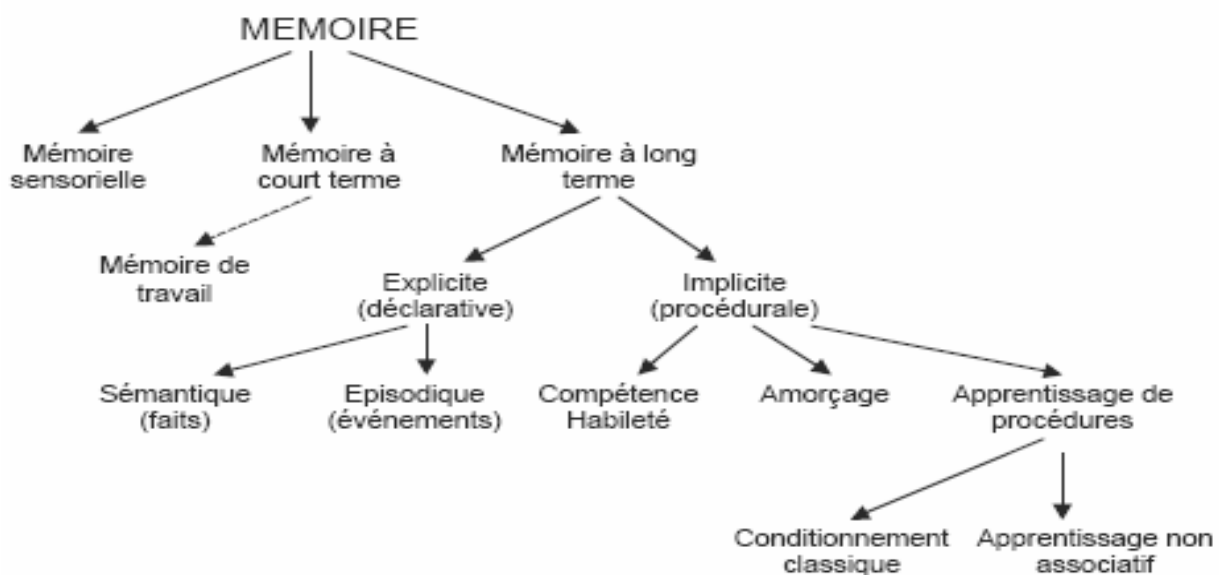 MEMOIRE
Mémoire
sensorielle
Mémoire à
court terme
Mémoire à long
terme
Mémoire de
travail
Explicite
(déclarative)
Implicite
(procédurale)
Sémantique
(faits)
Episodique
(événements)
Compétence
Habileté
Amorçage
Apprentissage de
procédures
Conditionnement
classique
Apprentissage non
associatif